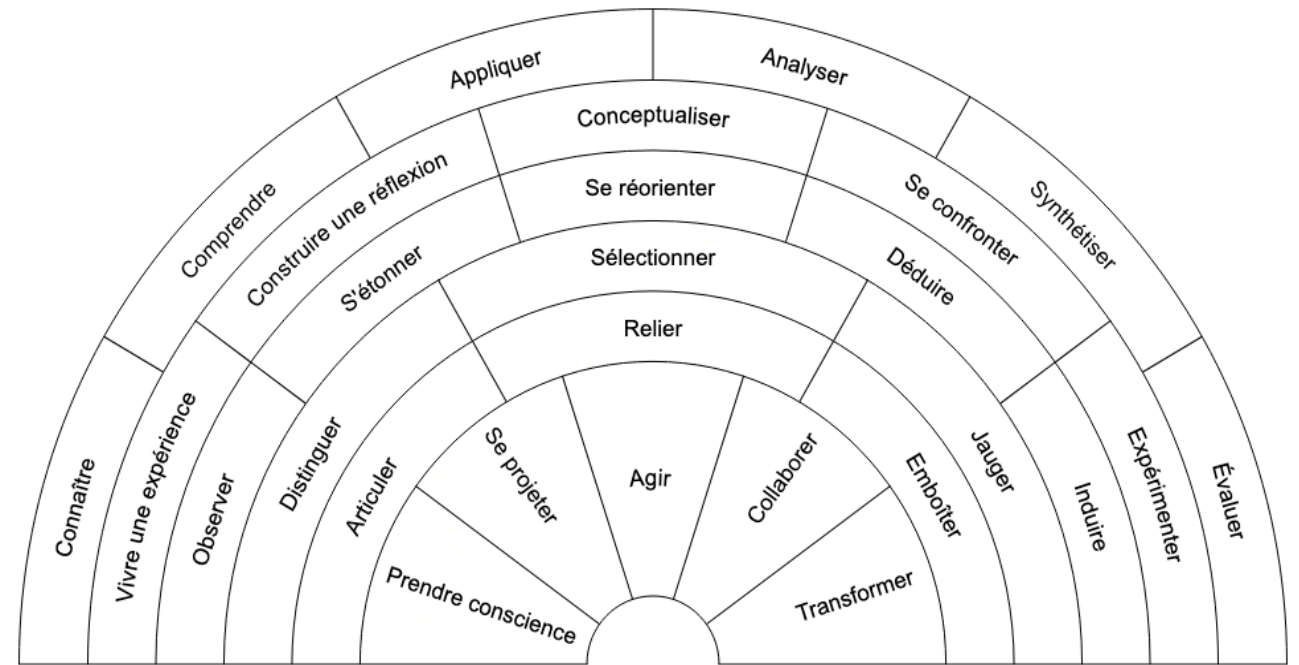 Connaître
Comprendre
Appliquer
Analyser
Synthétiser
Évaluer
Vivre une expérience
Construire une réflexion
Conceptualiser
Se confronter
Expérimenter
Observer
S'étonner
Se réorienter
Déduire
Induire
Distinguer
Sélectionner
Jauger
Articuler
Relier
Emboîter
Prendre conscience
Se projeter
Agir
Collaborer
Transformer